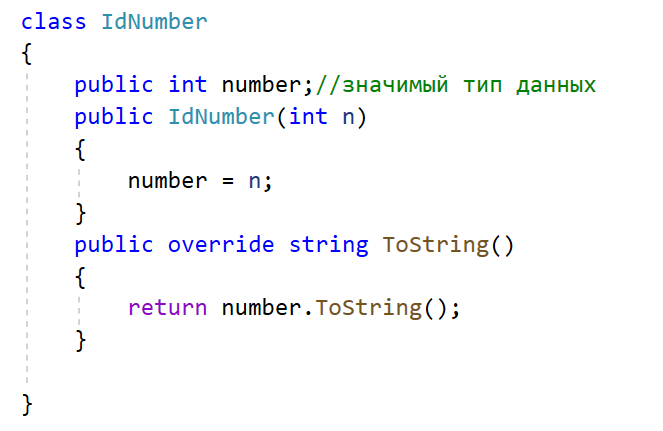 class IdNumber
{
    public int number;//значимый тип данных
    public IdNumber(int n)
    {
        number = n;
    }
    public override string ToString()
    {
        return number.ToString();
    }
}